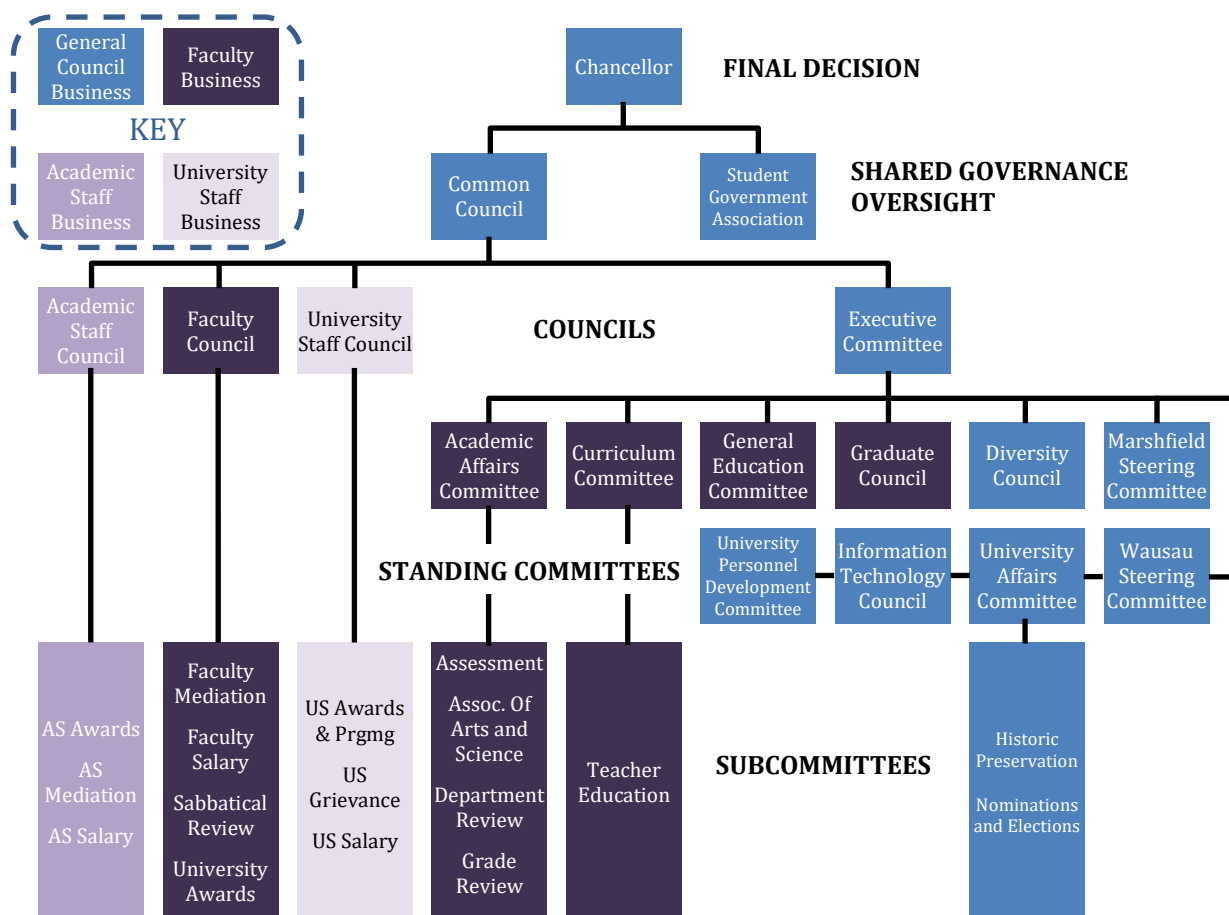 General
Council
Business
Faculty
Business
KEY
Academic
Staff
Business
University
Staff
Business
Chancellor
FINAL DECISION
Common
Council
Student
Government
Association
SHARED GOVERNANCE
OVERSIGHT
Academic
Staff
Council
Faculty
Council
University
Staff Council
COUNCILS
Executive
Committee
Academic
Affairs
Committee
Curriculum
Committee
General
Education
Committee
Graduate
Council
Diversity
Council
Marshfield
Steering
Committee
STANDING COMMITTEES
University
Personnel
Development
Committee
Information
Technology
Council
University
Affairs
Committee
Wausau
Steering
Committee
AS Awards
AS
Mediation
AS Salary
Faculty
Mediation
Faculty
Salary
Sabbatical
Review
University
Awards
US Awards
& Prgmg
US
Grievance
US Salary
Assessment
Assoc. Of
Arts and
Science
Department
Review
Grade
Review
Teacher
Education
SUBCOMMITTEES
Historic
Preservation
Nominations
and Elections